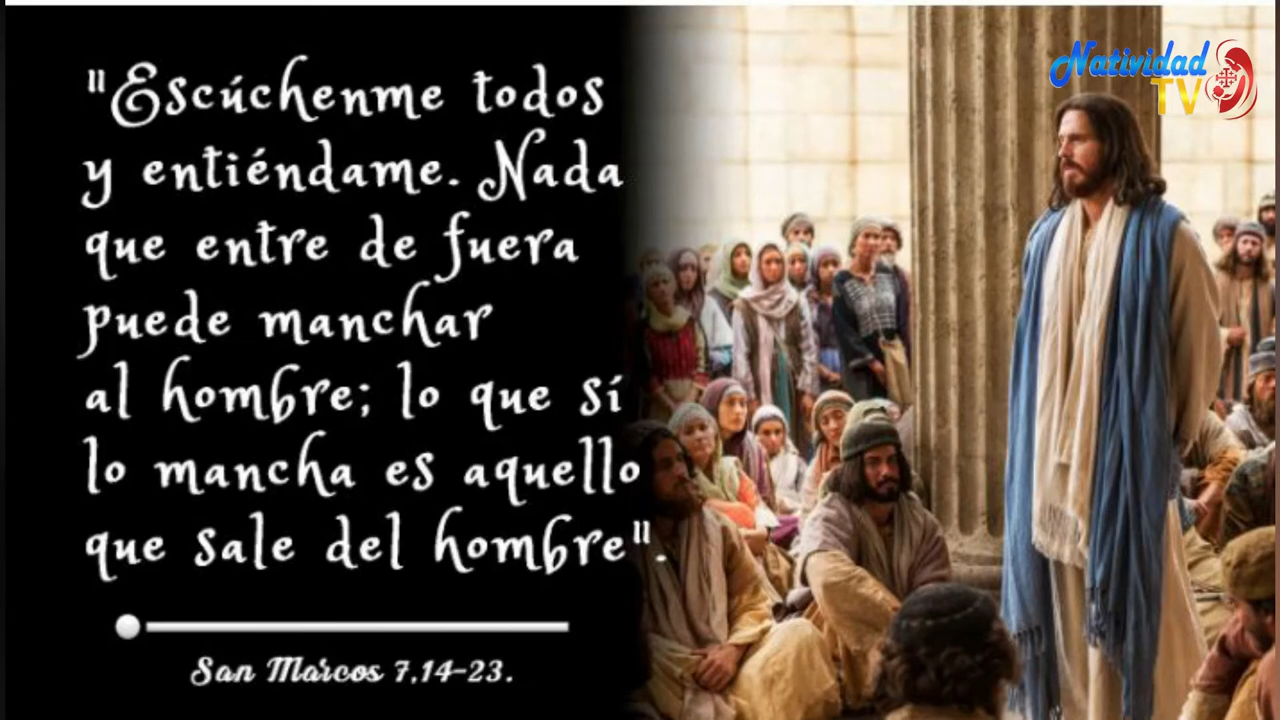 "Escúchenme todos
y entiéndame. Nada
que entre de fuera
puede manchar
al hombre; lo que sí
lo mancha es aquello
que sale del hombre".
San Marcos 7,14-23.
Natividad
TV